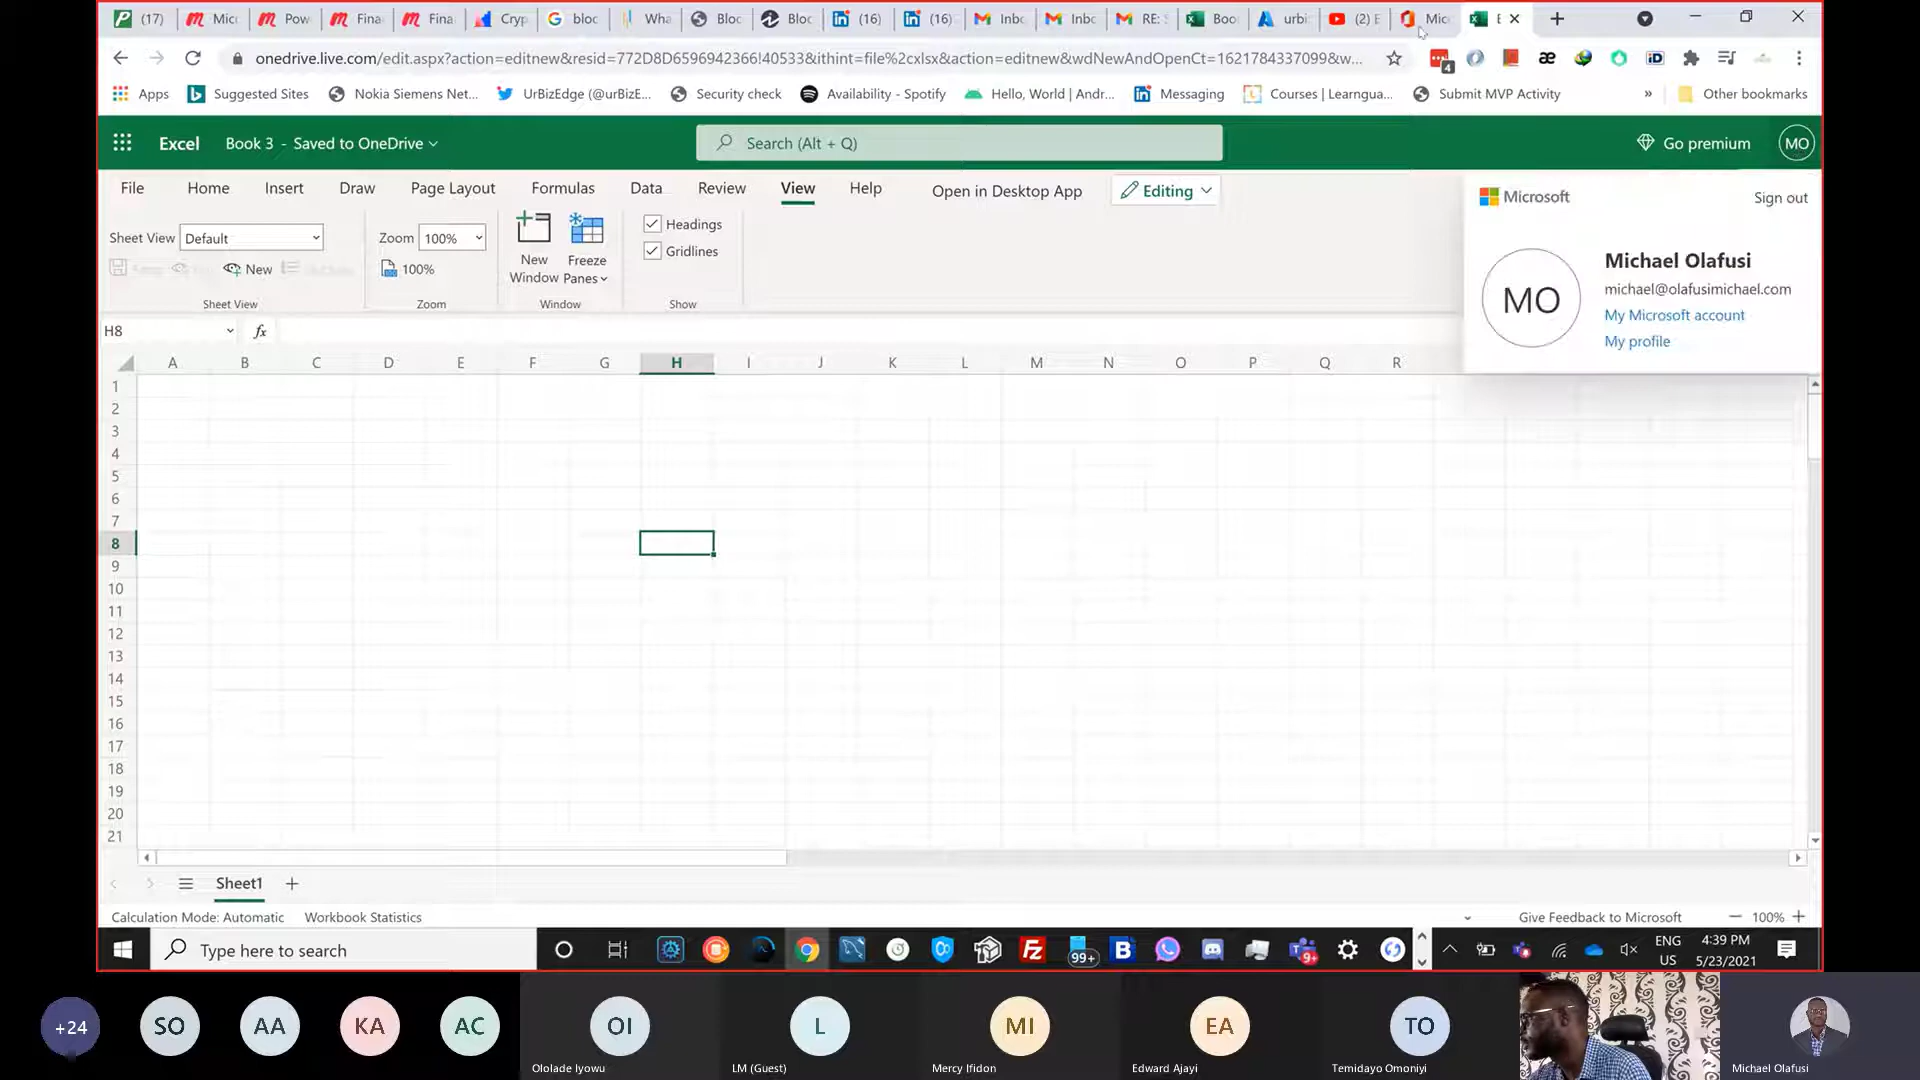 (17) Mic Pow Fina Fina Cryp bloc Wha Bloc Bloc (16) (16) Inbo Inbo RE: Boo urbi (2) E Mic E
onedrive.live.com/edit.aspx?action=editnew&resid=772D8D6596942366!40533&ithint=file%2cxlsx&action=editnew&wdNewAndOpenCt=1621784337099&w...
Apps Suggested Sites Nokia Siemens Net... UrBizEdge (@urBizE... Security check Availability - Spotify Hello, World | Andr... Messaging Courses | Learngua... Submit MVP Activity » Other bookmarks
Excel Book 3 - Saved to OneDrive Search (Alt + Q) Go premium MO
File Home Insert Draw Page Layout Formulas Data Review View Help Open in Desktop App Editing
Microsoft Sign out
Sheet View Default Zoom 100% New Window Freeze Panes Headings
New 100% Gridlines
Sheet View Zoom Window Show
MO Michael Olafusi
michael@olafusimichael.com
My Microsoft account
My profile
H8 fx
A B C D E F G H I J K L M N O P Q R
1
2
3
4
5
6
7
8
9
10
11
12
13
14
15
16
17
18
19
20
21
Sheet1
Calculation Mode: Automatic Workbook Statistics Give Feedback to Microsoft 100%
Type here to search 99+ 9+ ENG US 4:39 PM 5/23/2021
+24 SO AA KA AC OI L MI EA TO
Ololade Iyowu LM (Guest) Mercy Ifidon Edward Ajayi Temidayo Omoniyi Michael Olafusi